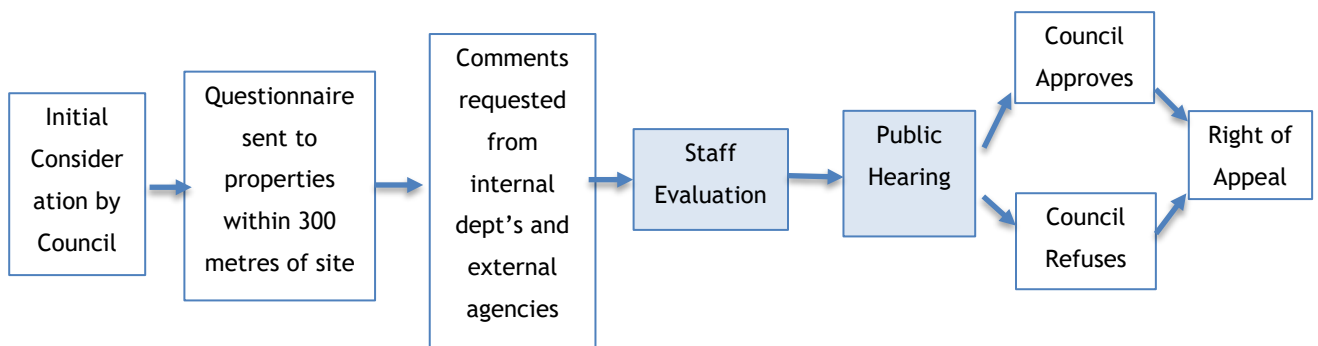 Initial
Consider
ation by
Council
Questionnaire
sent to
properties
within 300
metres of site
Comments
requested
from
internal
dept’s and
external
agencies
Staff
Evaluation
Public
Hearing
Council
Approves
Council
Refuses
Right of
Appeal